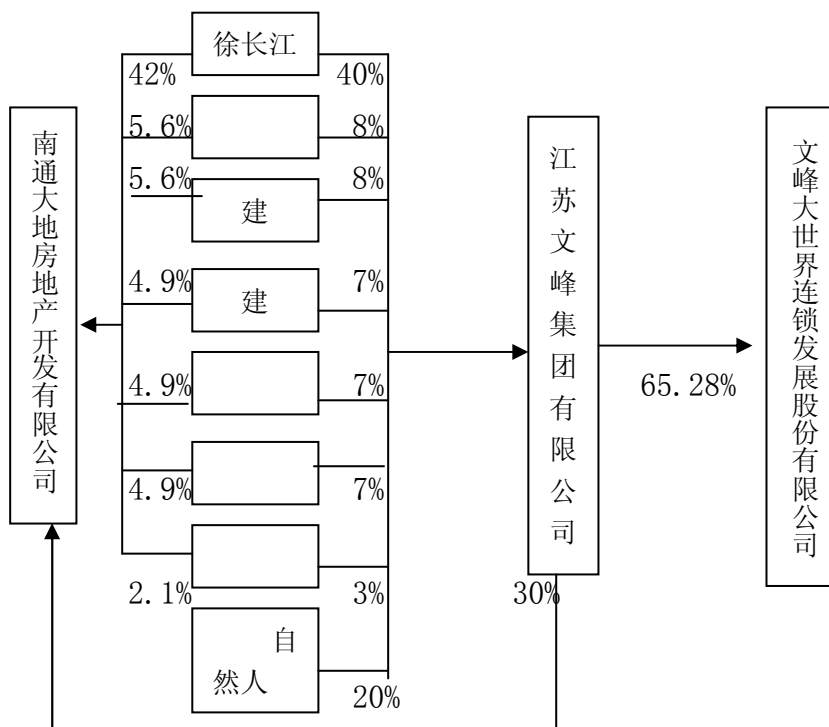 徐长江
42%
40%
5.6%
8%
5.6%
8%
建
4.9%
7%
建
4.9%
7%
4.9%
7%
2.1%
3%
自
然人
20%
南通大地房地产开发有限公司
江苏文峰集团有限公司
30%
65.28%
文峰大世界连锁发展股份有限公司